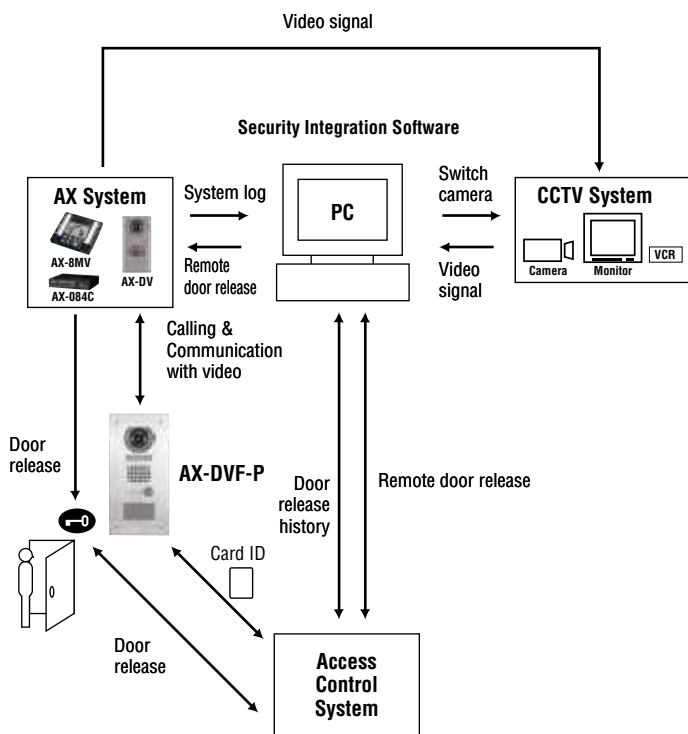 Video signal
Security Integration Software
AX System
AX-8MV
AX-DV
AX-084C
System log
Remote
door release
PC
Switch
camera
Video
signal
CCTV System
Camera
Monitor
VCR
Calling &
Communication
with video
Door
release
AX-DVF-P
Card ID
Door
release
history
Remote door release
Door
release
Access
Control
System